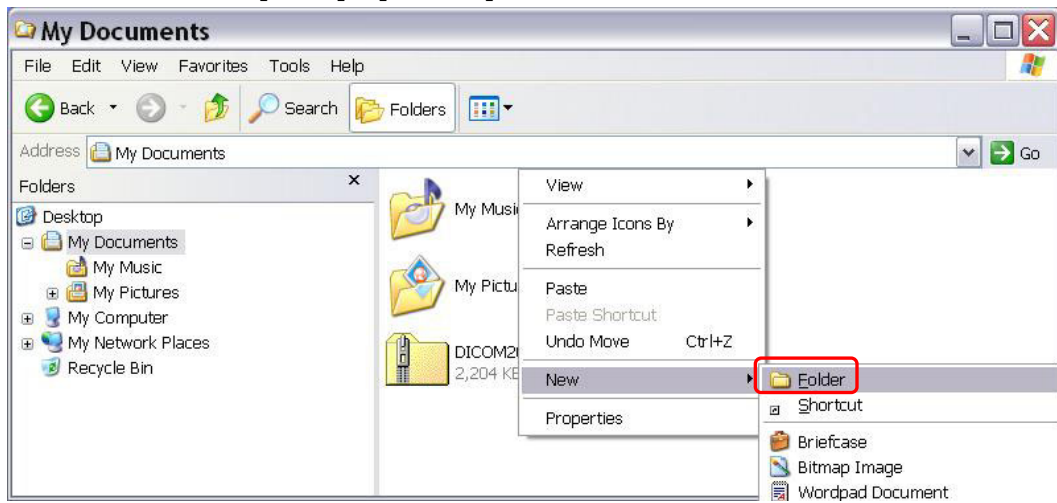 My Documents
File Edit View Favorites Tools Help
Back Search Folders
Address My Documents Go
Folders
Desktop
My Documents
My Music
My Pictures
My Computer
My Network Places
Recycle Bin
My Musi
My Pictu
DICOM2
2,204 KB
View
Arrange Icons By
Refresh
Paste
Paste Shortcut
Undo Move Ctrl+Z
New
Properties
Folder
Shortcut
Briefcase
Bitmap Image
Wordpad Document